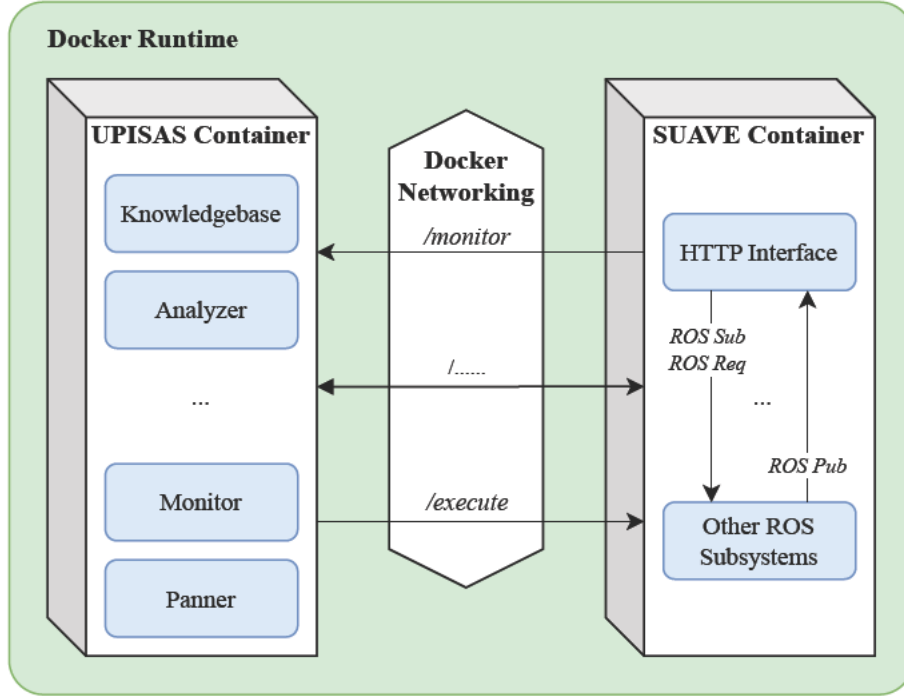 Docker Runtime
UPISAS Container
Knowledgebase
Analyzer
...
Monitor
Panner
Docker
Networking
/monitor
/......
/execute
SUAVE Container
HTTP Interface
ROS Sub
ROS Req
...
ROS Pub
Other ROS
Subsystems